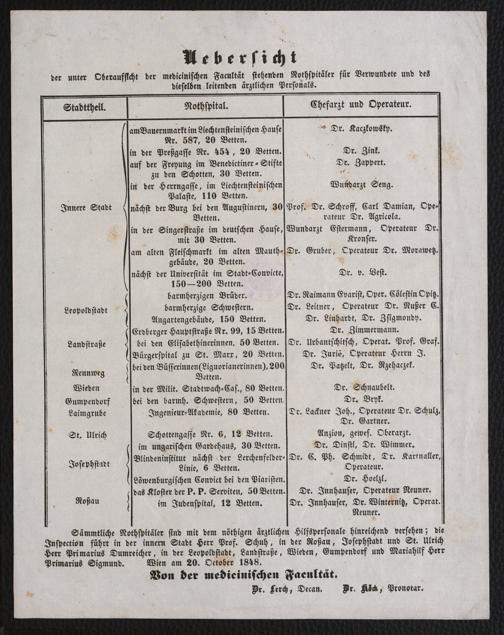 Uebersicht
der unter Oberaufsicht der medicinischen Facultät stehenden Nothspitäler für Verwundete und des
dieselben leitenden ärztlichen Personals.
Stadttheil. Nothspital. Chefarzt und Operateur.
Innere Stadt
am Bauernmarkt im Liechtensteinischen Hause
Nr. 587, 20 Betten. Dr. Kaczkowsky.
in der Preßgasse Nr. 454, 20 Betten. Dr. Zink.
auf der Freyung im Benedictiner-Stifte
zu den Schotten, 30 Betten. Dr. Zappert.
in der Herrngasse, im Liechtensteinischen
Palaste, 110 Betten. Wundarzt Seng.
nächst der Burg bei den Augustinern, 30
Betten. Prof. Dr. Schroff, Carl Damian, Ope-
rateur Dr. Agricola.
in der Singerstraße im deutschen Hause,
mit 30 Betten. Wundarzt Estermann, Operateur Dr.
Kronser.
am alten Fleischmarkt im alten Mauth-
gebäude, 20 Betten. Dr. Gruber, Operateur Dr. Morawetz.
nächst der Universität im Stadt-Convicte,
150—200 Betten. Dr. v. Vest.
Leopoldstadt
barmherzigen Brüder. Dr. Naimann Evarist, Oper. Cölestin Opitz.
barmherzige Schwestern. Dr. Leitner, Operateur Dr. Nußer C.
Augartengebäude, 150 Betten. Dr. Linhardt, Dr. Zsigmondy.
Landstraße
Erdberger Hauptstraße Nr. 99, 15 Betten. Dr. Zimmermann.
bei den Elisabethinerinnen, 50 Betten. Dr. Urbantschitsch, Operat. Prof. Graf.
Bürgerspital zu St. Marx, 20 Betten. Dr. Jurié, Operateur Herrn J.
Rennweg
bei den Büsserinnen (Liguorianerinnen), 200
Betten. Dr. Patzelt, Dr. Rzehaczek.
Wieden in der Milit. Stadtwach-Cas., 80 Betten. Dr. Schnaubelt.
Gumpendorf bei den barmh. Schwestern, 50 Betten. Dr. Bryk.
Laimgrube Ingenieur-Akademie, 80 Betten. Dr. Lackner Joh., Operateur Dr. Schulz,
Dr. Gartner.
St. Ulrich Schottengasse Nr. 6, 12 Betten. Anzion, gewes. Oberarzt.
Josephstadt
im ungarischen Gardehaus, 30 Betten. Dr. Dinstl, Dr. Wimmer.
Blindeninstitut nächst der Lerchenfelder-
Linie, 6 Betten. Dr. C. Ph. Schmidt, Dr.
Operateur.
Löwenburgischen Convict bei den Piaristen. Dr. Hoelzl.
Roßau
das Kloster der P. P. Serviten, 50 Betten. Dr. Innhauser, Operateur Neuner.
im Judenspital, 12 Betten. Dr. Innhauser, Dr. Winternitz, Operat.
Neuner.
Sämmtliche Nothspitäler sind mit dem nöthigen ärztlichen Hilfspersonale hinreichend versehen; die
Inspection führt in der innern Stadt Herr Prof. Schuh, in der Roßau, Josephstadt und St. Ulrich
Herr Primarius Dumreicher, in der Leopoldstadt, Landstraße, Wieden, Gumpendorf und Mariahilf Herr
Primarius Sigmund. Wien am 20. October 1848.
Von der medicinischen Facultät.
Dr. Lerch, Decan. Dr. Köck, Pronotar.